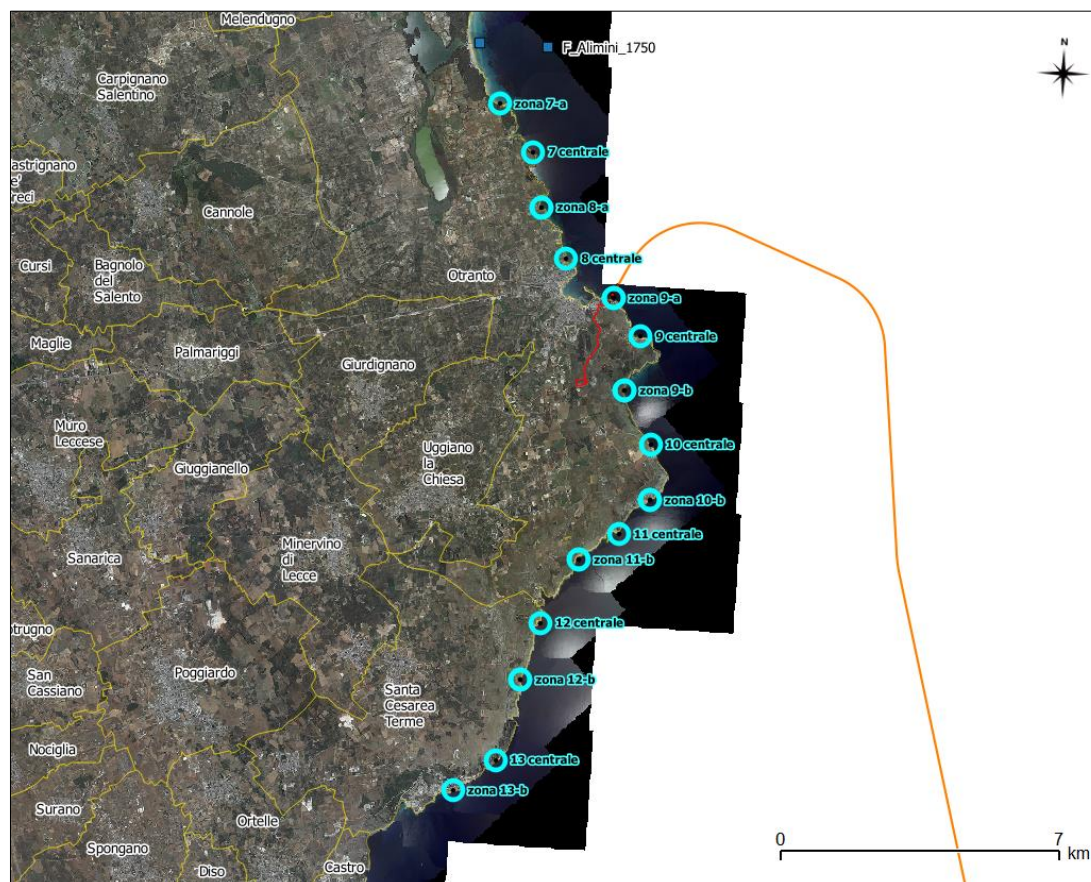 Melendugno
N
F_Alimini_1750
Carpignano
Salentino
zona 7-a
7 centrale
astrignano
e'
reci
zona 8-a
Cannole
8 centrale
Cursi
Bagnolo
del
Salento
Otranto
zona 9-a
9 centrale
Maglie
Palmariggi
Giurdignano
zona 9-b
Muro
Leccese
10 centrale
Giuggianello
Uggiano
la
Chiesa
zona 10-b
11 centrale
Sanarica
Minervino
di
Lecce
zona 11-b
12 centrale
otrugno
San
Cassiano
Poggiardo
zona 12-b
Santa
Cesarea
Terme
Nociglia
13 centrale
zona 13-b
Surano
Ortelle
Spongano
Diso
Castro
0
7
km